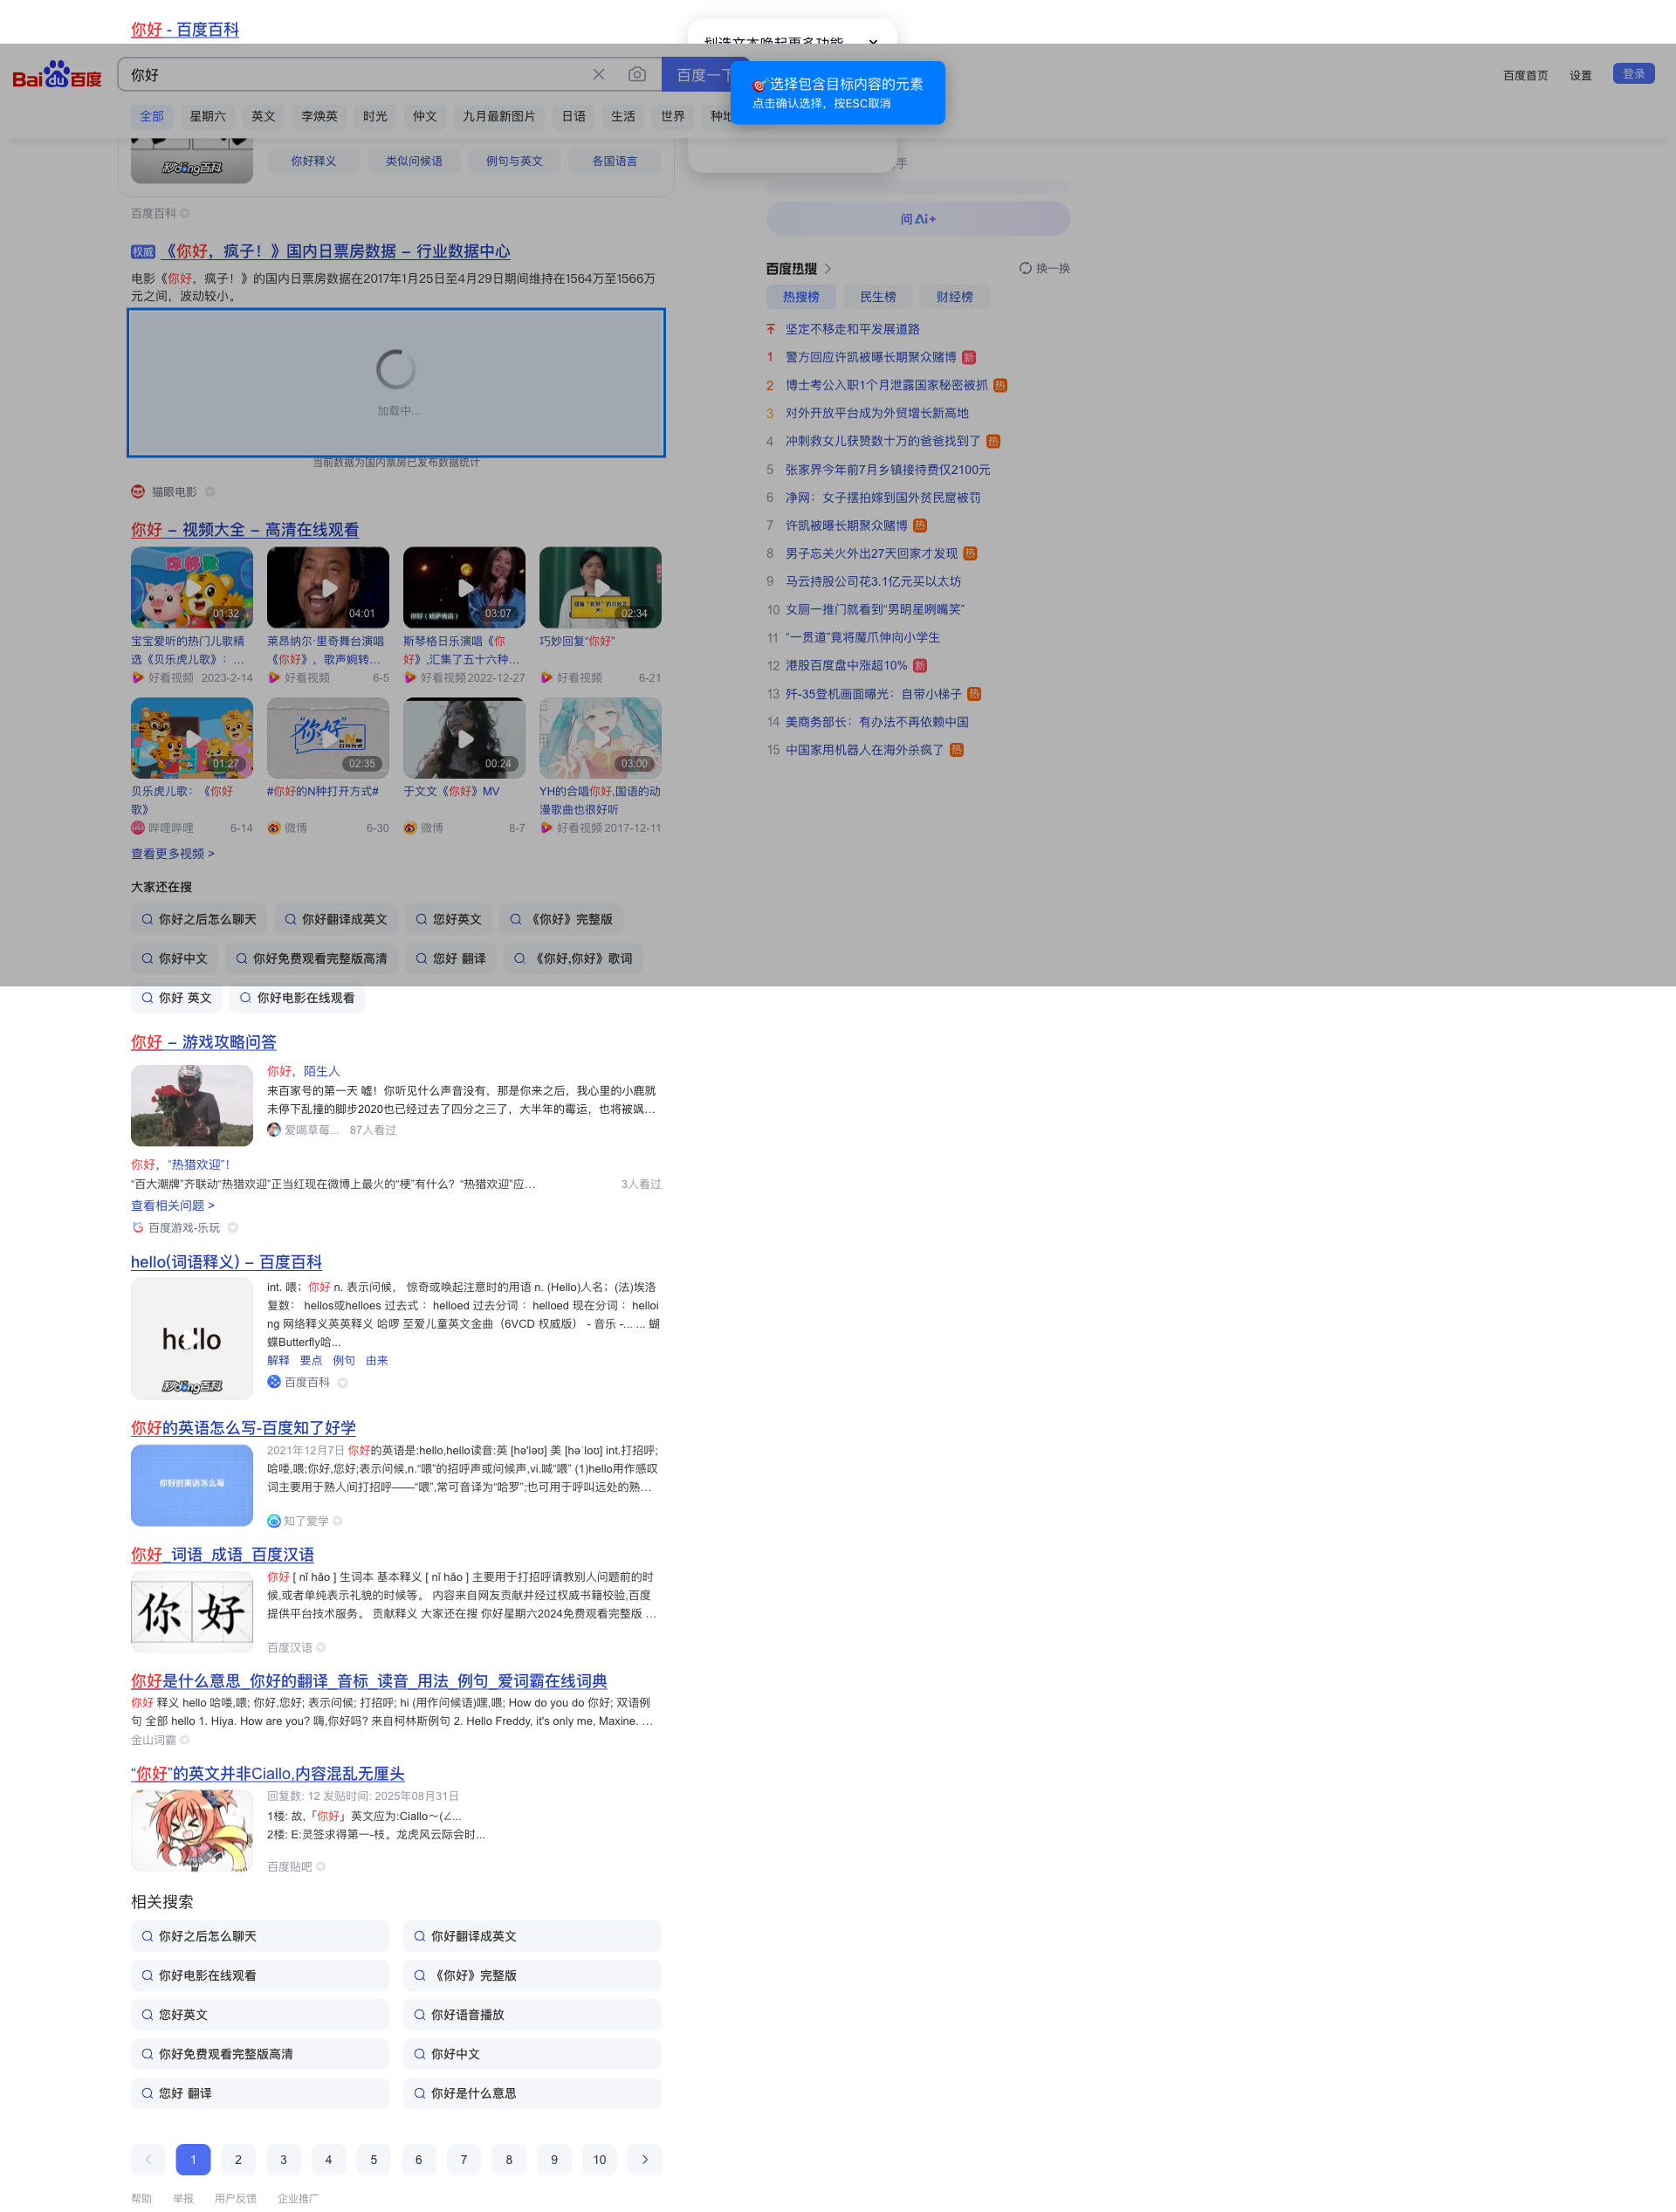 你好 - 百度百科
划选文本唤起更多功能
Bai 百度
你好
百度一下
🎯 选择包含目标内容的元素
点击确认选择，按ESC取消
百度首页 设置 登录
全部 星期六 英文 李焕英 时光 仲文 九月最新图片 日语 生活 世界 种地
秒dǒng百科
你好释义 类似问候语 例句与英文 各国语言
手
百度百科
问Ai+
权威 《你好，疯子！》国内日票房数据 – 行业数据中心
电影《你好，疯子！》的国内日票房数据在2017年1月25日至4月29日期间维持在1564万至1566万
元之间，波动较小。
加载中...
当前数据为国内票房已发布数据统计
猫眼电影
百度热搜 换一换
热搜榜 民生榜 财经榜
坚定不移走和平发展道路
1 警方回应许凯被曝长期聚众赌博 新
2 博士考公入职1个月泄露国家秘密被抓 热
3 对外开放平台成为外贸增长新高地
4 冲刺救女儿获赞数十万的爸爸找到了 热
5 张家界今年前7月乡镇接待费仅2100元
6 净网：女子摆拍嫁到国外贫民窟被罚
7 许凯被曝长期聚众赌博 热
8 男子忘关火外出27天回家才发现 热
9 马云持股公司花3.1亿元买以太坊
10 女厕一推门就看到“男明星咧嘴笑”
11 “一贯道”竟将魔爪伸向小学生
12 港股百度盘中涨超10% 新
13 歼-35登机画面曝光：自带小梯子 热
14 美商务部长：有办法不再依赖中国
15 中国家用机器人在海外杀疯了 热
你好 – 视频大全 – 高清在线观看
你好歌
01:32 04:01 03:07 02:34
宝宝爱听的热门儿歌精 莱昂纳尔·里奇舞台演唱 斯琴格日乐演唱《你 巧妙回复“你好”
选《贝乐虎儿歌》：... 《你好》，歌声婉转... 好》,汇集了五十六种...
好看视频 2023-2-14 好看视频 6-5 好看视频 2022-12-27 好看视频 6-21
“你好”
01:27 02:35 00:24 03:00
贝乐虎儿歌：《你好 #你好的N种打开方式# 于文文《你好》MV YH的合唱你好,国语的动
歌》 漫歌曲也很好听
哔哩哔哩 6-14 微博 6-30 微博 8-7 好看视频 2017-12-11
查看更多视频 >
大家还在搜
你好之后怎么聊天 你好翻译成英文 您好英文 《你好》完整版
你好中文 你好免费观看完整版高清 您好 翻译 《你好,你好》歌词
你好 英文 你好电影在线观看
你好 – 游戏攻略问答
你好，陌生人
来百家号的第一天 嘘！你听见什么声音没有，那是你来之后，我心里的小鹿就
未停下乱撞的脚步2020也已经过去了四分之三了，大半年的霉运，也将被飒...
爱喝草莓... 87人看过
你好，“热猎欢迎”！
“百大潮牌”齐联动“热猎欢迎”正当红现在微博上最火的“梗”有什么？“热猎欢迎”应... 3人看过
查看相关问题 >
百度游戏-乐玩
hello(词语释义) – 百度百科
hello
秒dǒng百科
int. 喂；你好 n. 表示问候， 惊奇或唤起注意时的用语 n. (Hello)人名；(法)埃洛
复数： hellos或helloes 过去式 ：helloed 过去分词 ：helloed 现在分词 ：helloi
ng 网络释义英英释义 哈啰 至爱儿童英文金曲（6VCD 权威版） - 音乐 -... ... 蝴
蝶Butterfly哈...
解释 要点 例句 由来
百度百科
你好的英语怎么写-百度知了好学
你好的英语怎么写
2021年12月7日 你好的英语是:hello,hello读音:英 [hə'ləʊ] 美 [həˈloʊ] int.打招呼;
哈喽,喂;你好,您好;表示问候,n.“喂”的招呼声或问候声,vi.喊“喂” (1)hello用作感叹
词主要用于熟人间打招呼——“喂”,常可音译为“哈罗”;也可用于呼叫远处的熟...
知了爱学
你好_词语_成语_百度汉语
你好
你好 [ nǐ hǎo ] 生词本 基本释义 [ nǐ hǎo ] 主要用于打招呼请教别人问题前的时
候,或者单纯表示礼貌的时候等。 内容来自网友贡献并经过权威书籍校验,百度
提供平台技术服务。 贡献释义 大家还在搜 你好星期六2024免费观看完整版 ...
百度汉语
你好是什么意思_你好的翻译_音标_读音_用法_例句_爱词霸在线词典
你好 释义 hello 哈喽,喂; 你好,您好; 表示问候; 打招呼; hi (用作问候语)嘿,喂; How do you do 你好; 双语例
句 全部 hello 1. Hiya. How are you? 嗨,你好吗? 来自柯林斯例句 2. Hello Freddy, it's only me, Maxine. ...
金山词霸
“你好”的英文并非Ciallo,内容混乱无厘头
回复数: 12 发贴时间: 2025年08月31日
1楼: 故,「你好」英文应为:Ciallo～(∠...
2楼: E:灵签求得第一-枝。龙虎风云际会时...
百度贴吧
相关搜索
你好之后怎么聊天 你好翻译成英文
你好电影在线观看 《你好》完整版
您好英文 你好语音播放
你好免费观看完整版高清 你好中文
您好 翻译 你好是什么意思
1 2 3 4 5 6 7 8 9 10
帮助 举报 用户反馈 企业推广